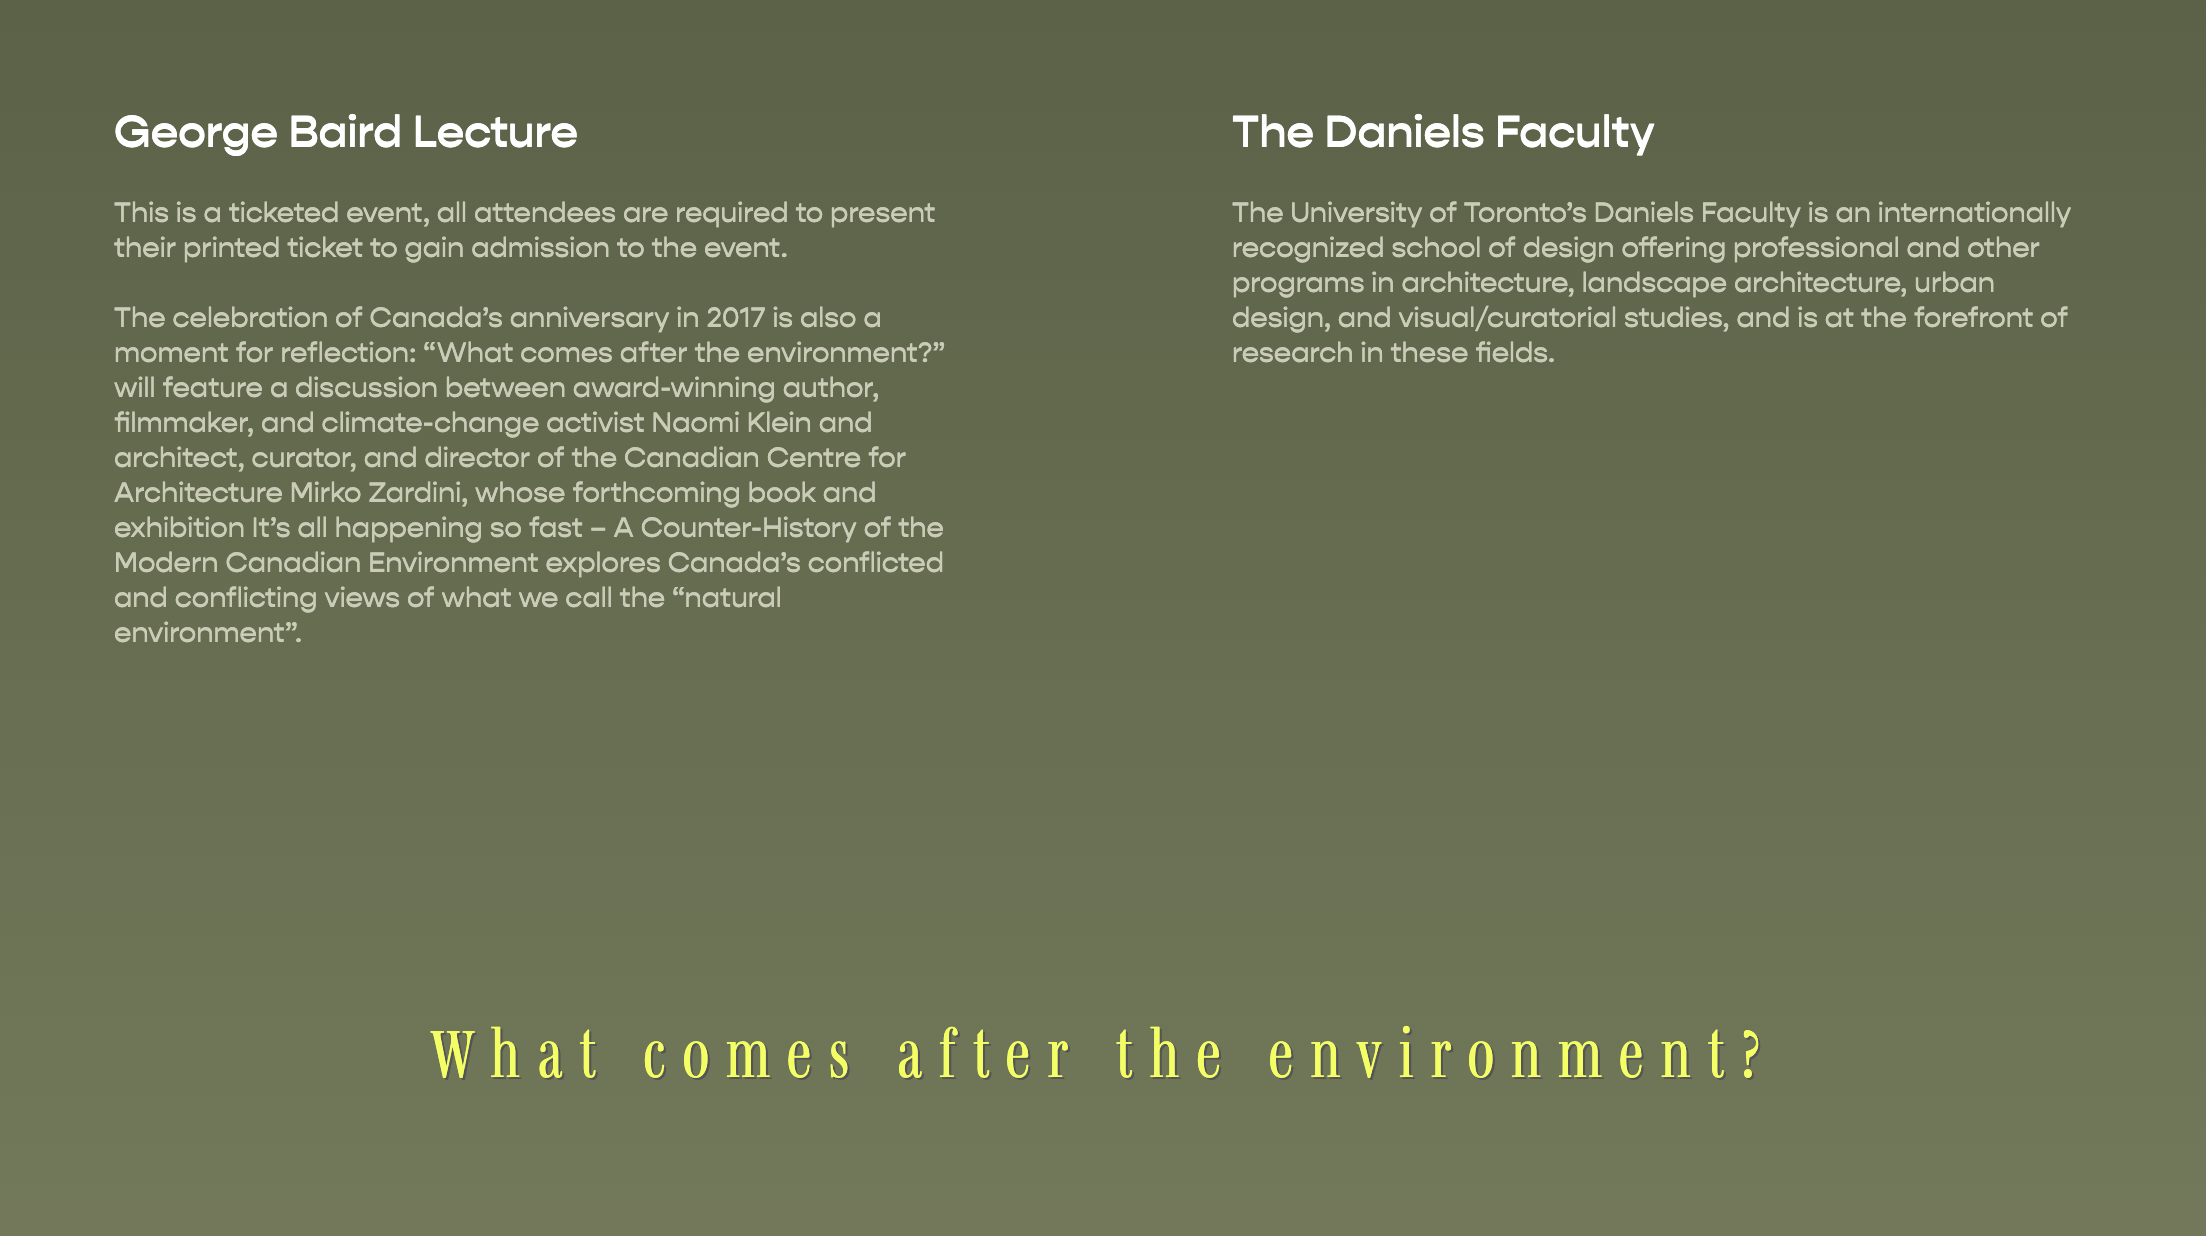 George Baird Lecture
This is a ticketed event, all attendees are required to present
their printed ticket to gain admission to the event.
The celebration of Canada’s anniversary in 2017 is also a
moment for reflection: “What comes after the environment?”
will feature a discussion between award-winning author,
filmmaker, and climate-change activist Naomi Klein and
architect, curator, and director of the Canadian Centre for
Architecture Mirko Zardini, whose forthcoming book and
exhibition It’s all happening so fast – A Counter-History of the
Modern Canadian Environment explores Canada’s conflicted
and conflicting views of what we call the “natural
environment”.
The Daniels Faculty
The University of Toronto’s Daniels Faculty is an internationally
recognized school of design offering professional and other
programs in architecture, landscape architecture, urban
design, and visual/curatorial studies, and is at the forefront of
research in these fields.
What comes after the environment?